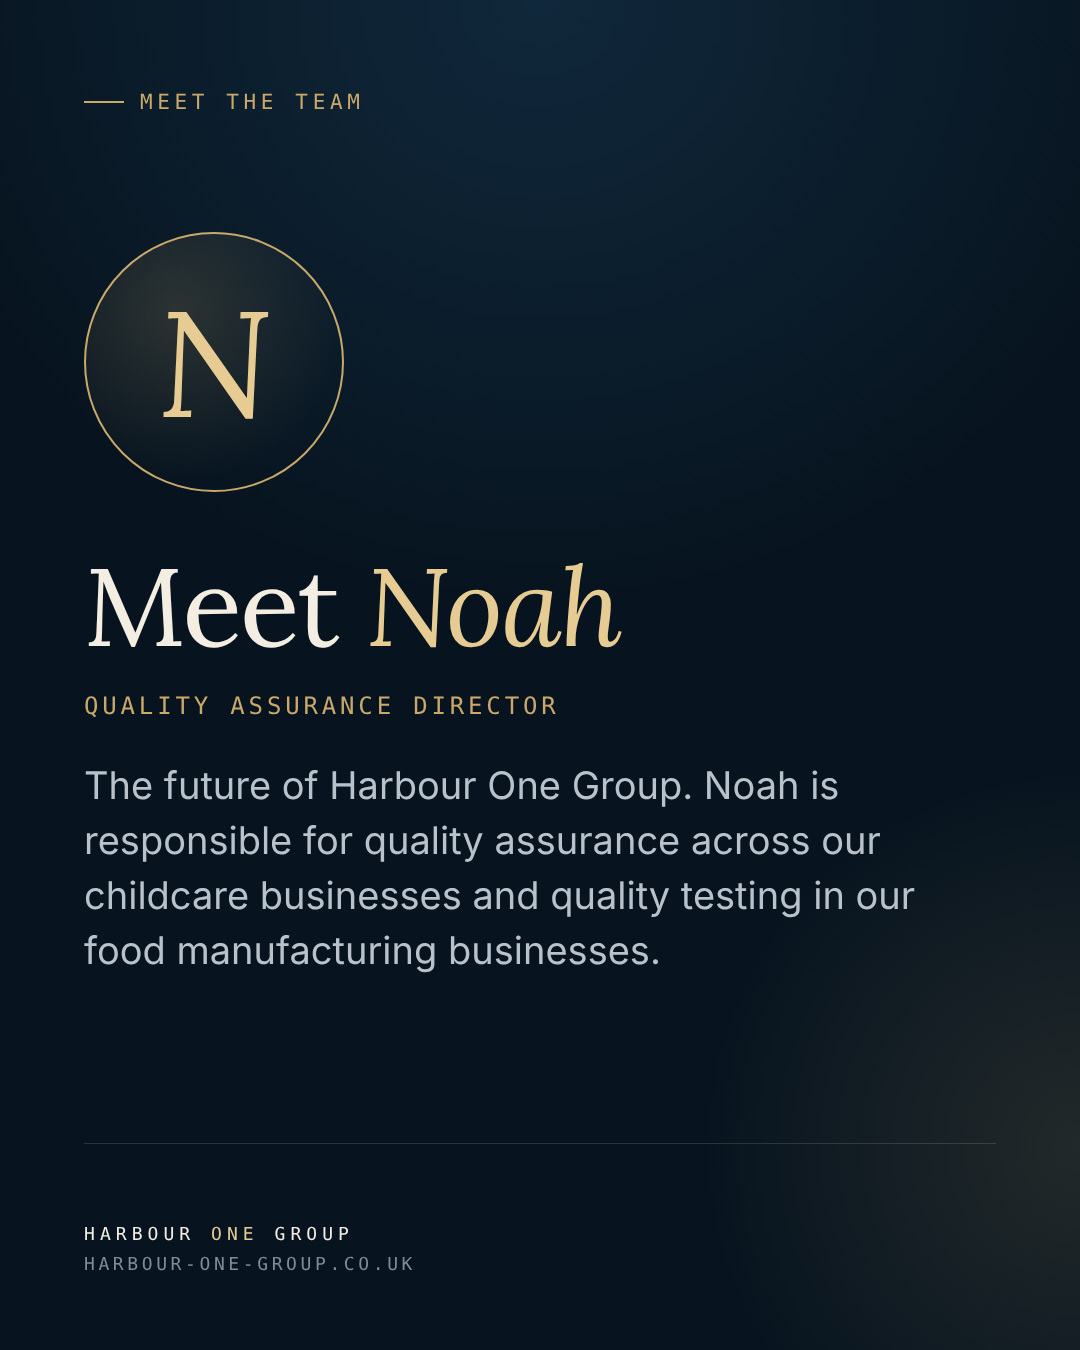 MEET THE TEAM
N
Meet Noah
QUALITY ASSURANCE DIRECTOR
The future of Harbour One Group. Noah is
responsible for quality assurance across our
childcare businesses and quality testing in our
food manufacturing businesses.
HARBOUR ONE GROUP
HARBOUR-ONE-GROUP.CO.UK